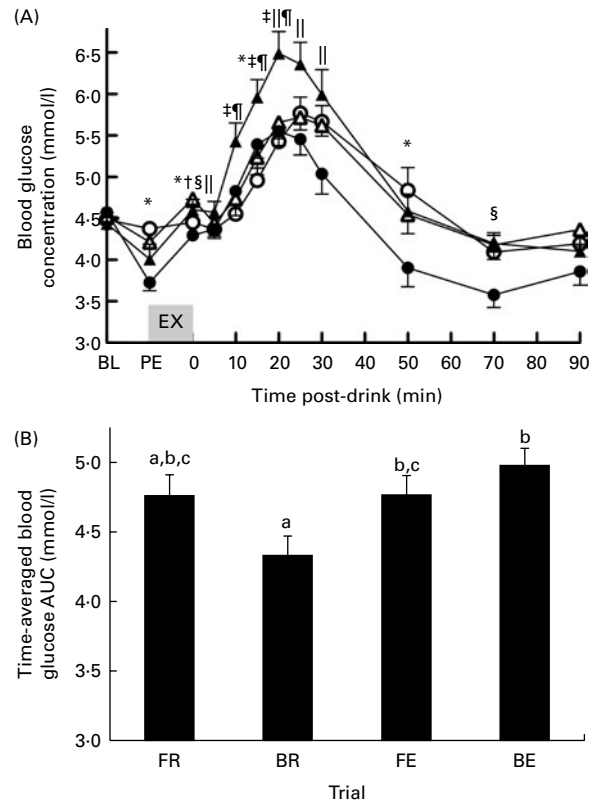 (A)
‡||¶
||
||
*‡¶
‡¶
*
*†§||
*
§
6·5
6·0
5·5
5·0
4·5
4·0
3·5
3·0
Blood glucose
concentration (mmol/l)
EX
BL PE 0 10 20 30 40 50 60 70 80 90
Time post-drink (min)
(B)
a,b,c
a
b,c
b
5·0
4·5
4·0
3·5
3·0
Time-averaged blood
glucose AUC (mmol/l)
FR BR FE BE
Trial